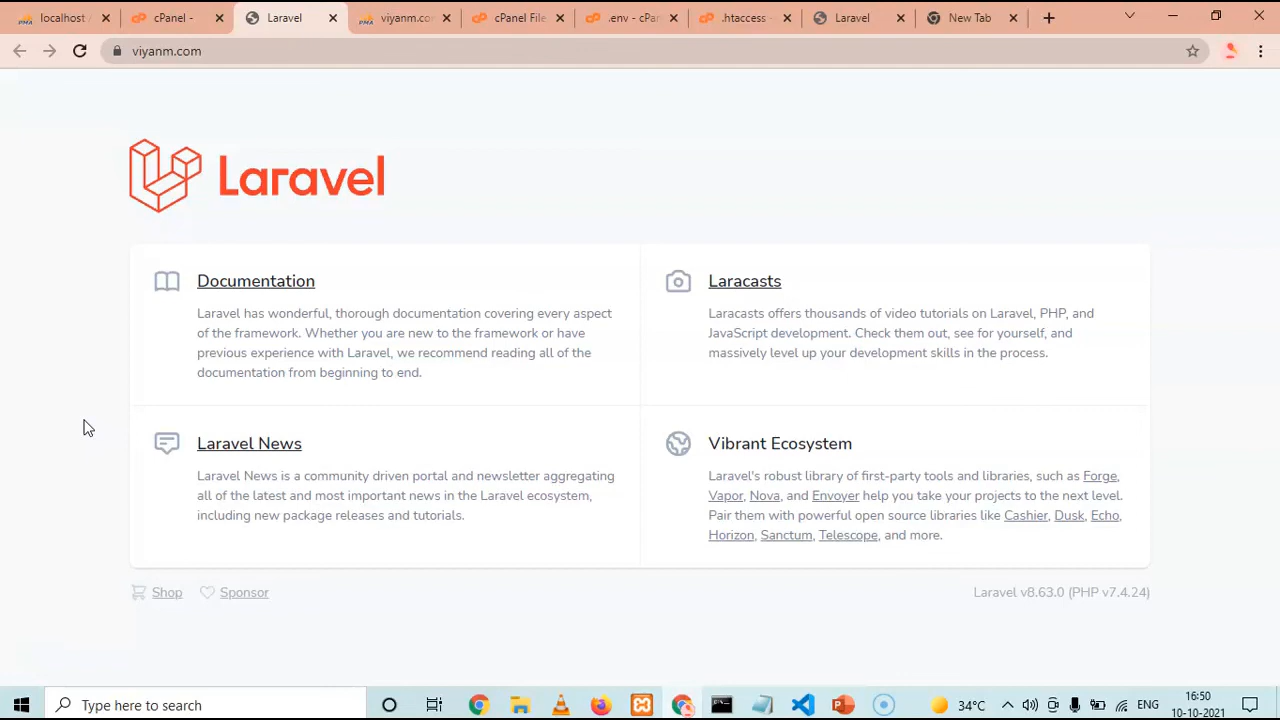 localhost /
cPanel -
Laravel
viyanm.co
cPanel File
.env - cPa
.htaccess -
Laravel
New Tab
viyanm.com
Laravel
Documentation
Laravel has wonderful, thorough documentation covering every aspect
of the framework. Whether you are new to the framework or have
previous experience with Laravel, we recommend reading all of the
documentation from beginning to end.
Laracasts
Laracasts offers thousands of video tutorials on Laravel, PHP, and
JavaScript development. Check them out, see for yourself, and
massively level up your development skills in the process.
Laravel News
Laravel News is a community driven portal and newsletter aggregating
all of the latest and most important news in the Laravel ecosystem,
including new package releases and tutorials.
Vibrant Ecosystem
Laravel's robust library of first-party tools and libraries, such as Forge,
Vapor, Nova, and Envoyer help you take your projects to the next level.
Pair them with powerful open source libraries like Cashier, Dusk, Echo,
Horizon, Sanctum, Telescope, and more.
Shop
Sponsor
Laravel v8.63.0 (PHP v7.4.24)
Type here to search
34°C
ENG
16:50
10-10-2021